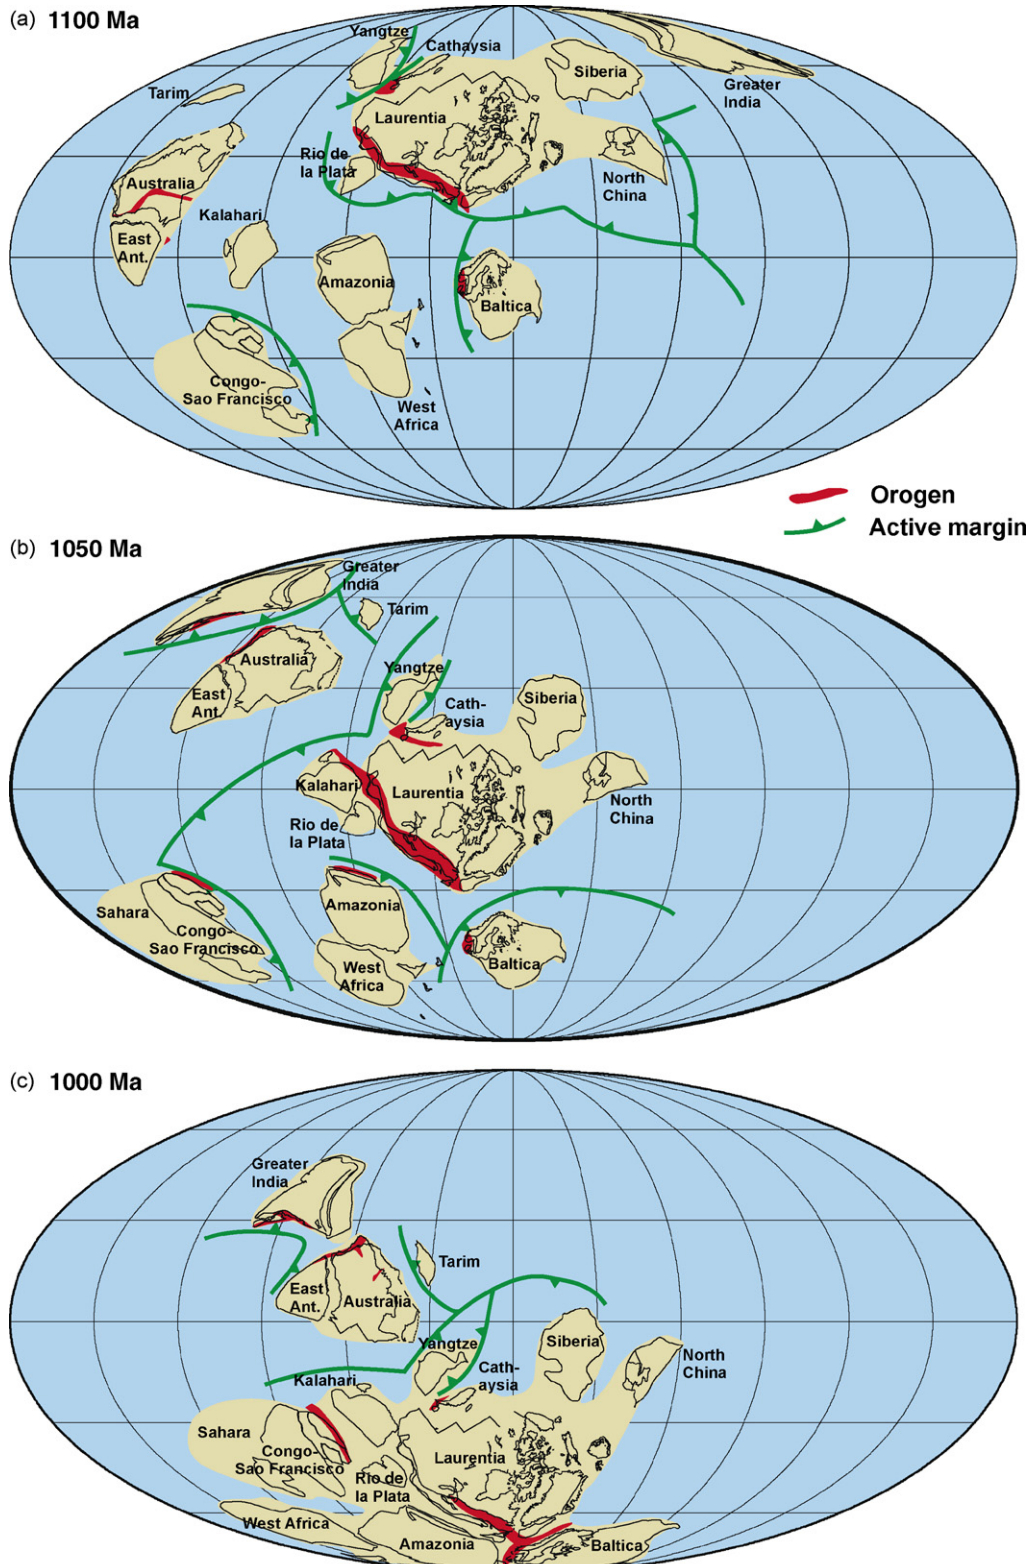 (a) 1100 Ma
Yangtze
Cathaysia
Siberia
Greater
India
Tarim
Laurentia
Rio de
la Plata
North
China
Australia
Kalahari
East
Ant.
Amazonia
Baltica
Congo-
Sao Francisco
West
Africa
Orogen
Active margin
(b) 1050 Ma
Greater
India
Tarim
Australia
Yangtze
East
Ant.
Cath-
aysia
Siberia
Kalahari
Laurentia
North
China
Rio de
la Plata
Sahara
Amazonia
Congo-
Sao Francisco
West
Africa
Baltica
(c) 1000 Ma
Greater
India
Tarim
East
Ant.
Australia
Yangtze
Siberia
North
China
Cath-
aysia
Kalahari
Sahara
Congo-
Sao Francisco
Laurentia
Rio de
la Plata
West Africa
Amazonia
Baltica